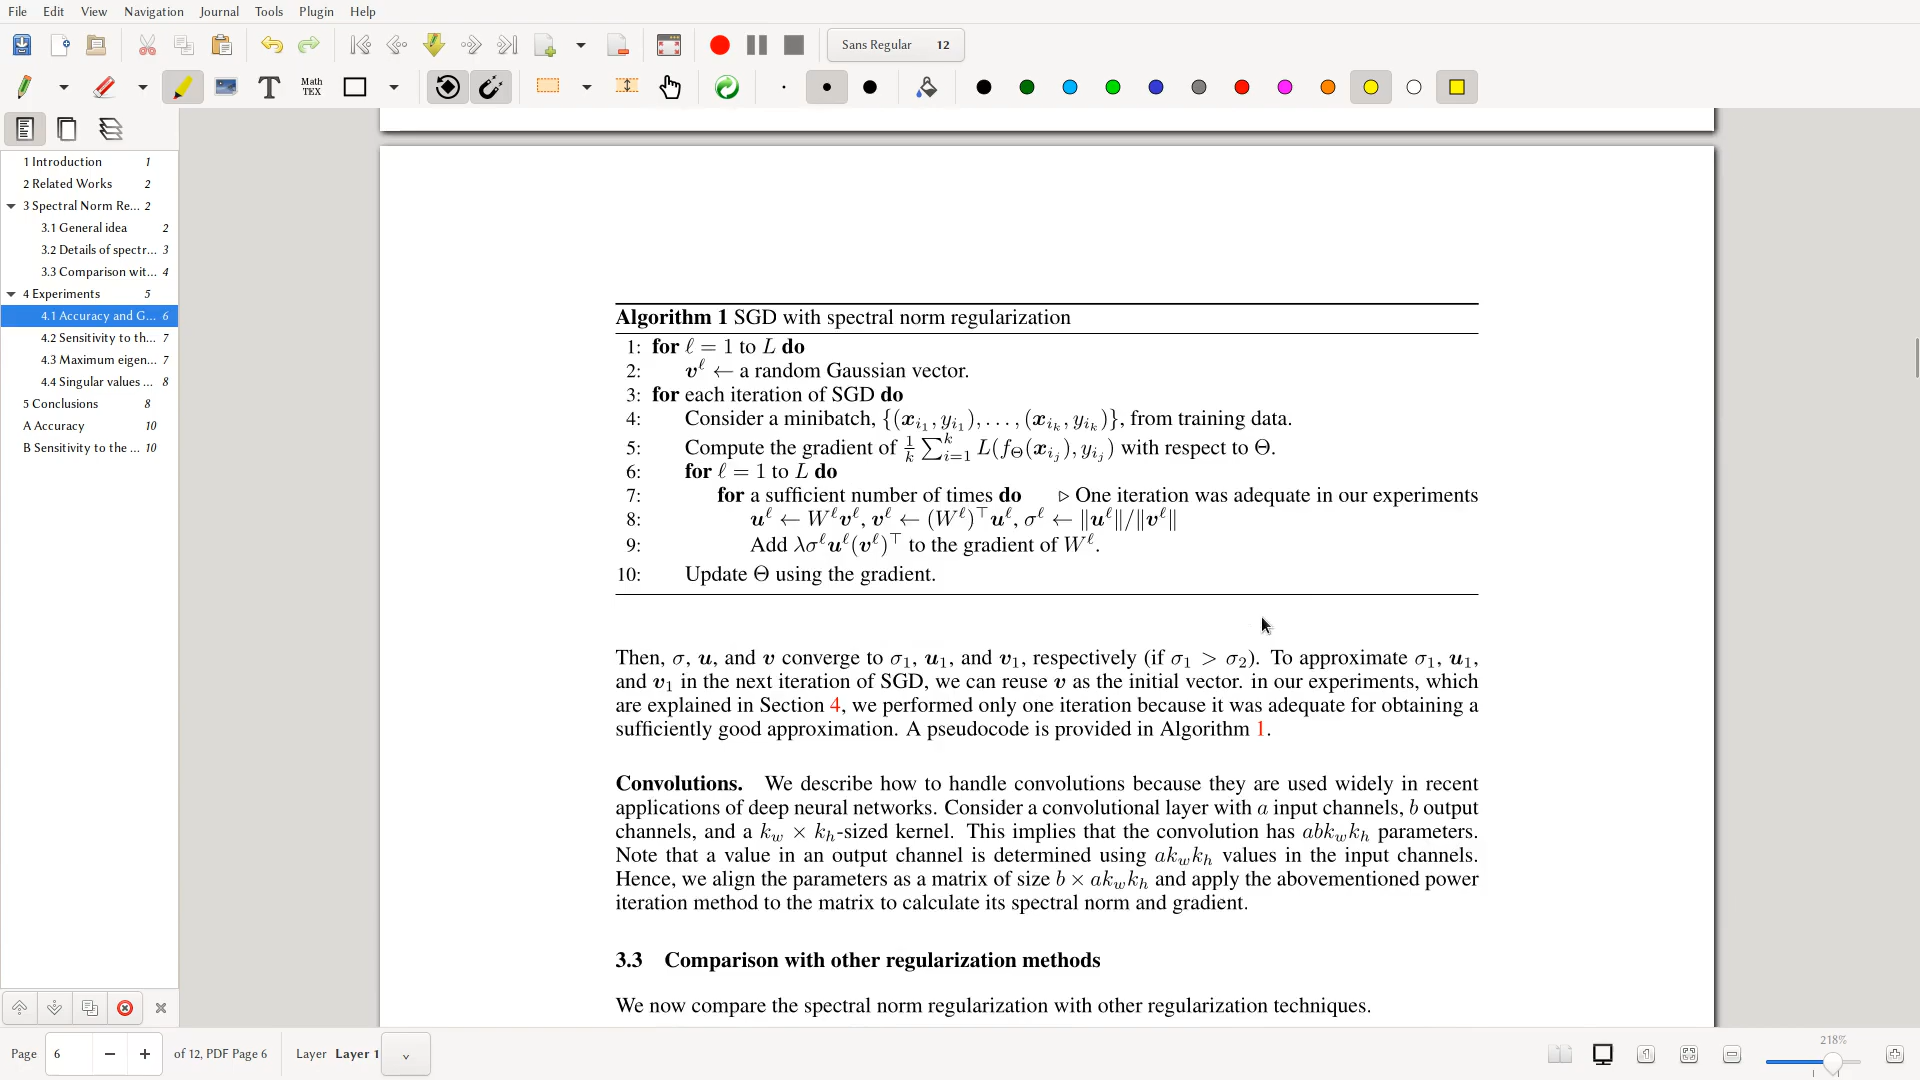 File Edit View Navigation Journal Tools Plugin Help
Sans Regular 12
T Math TEX
1 Introduction 1
2 Related Works 2
3 Spectral Norm Re... 2
3.1 General idea 2
3.2 Details of spectr... 3
3.3 Comparison wit... 4
4 Experiments 5
4.1 Accuracy and G... 6
4.2 Sensitivity to th... 7
4.3 Maximum eigen... 7
4.4 Singular values ... 8
5 Conclusions 8
A Accuracy 10
B Sensitivity to the ... 10
Algorithm 1 SGD with spectral norm regularization
1: for ℓ = 1 to L do
2: vℓ ← a random Gaussian vector.
3: for each iteration of SGD do
4: Consider a minibatch, {(x_{i_1}, y_{i_1}), . . . , (x_{i_k}, y_{i_k})}, from training data.
5: Compute the gradient of 1/k ∑_{i=1}^{k} L(f_Θ(x_{i_j}), y_{i_j}) with respect to Θ.
6: for ℓ = 1 to L do
7: for a sufficient number of times do ▷ One iteration was adequate in our experiments
8: u^ℓ ← W^ℓ v^ℓ, v^ℓ ← (W^ℓ)^⊤ u^ℓ, σ^ℓ ← ‖u^ℓ‖/‖v^ℓ‖
9: Add λσ^ℓ u^ℓ (v^ℓ)^⊤ to the gradient of W^ℓ.
10: Update Θ using the gradient.
Then, σ, u, and v converge to σ₁, u₁, and v₁, respectively (if σ₁ > σ₂). To approximate σ₁, u₁,
and v₁ in the next iteration of SGD, we can reuse v as the initial vector. in our experiments, which
are explained in Section 4, we performed only one iteration because it was adequate for obtaining a
sufficiently good approximation. A pseudocode is provided in Algorithm 1.
Convolutions. We describe how to handle convolutions because they are used widely in recent
applications of deep neural networks. Consider a convolutional layer with a input channels, b output
channels, and a k_w × k_h-sized kernel. This implies that the convolution has abk_wk_h parameters.
Note that a value in an output channel is determined using ak_wk_h values in the input channels.
Hence, we align the parameters as a matrix of size b × ak_wk_h and apply the abovementioned power
iteration method to the matrix to calculate its spectral norm and gradient.
3.3 Comparison with other regularization methods
We now compare the spectral norm regularization with other regularization techniques.
Page 6 of 12, PDF Page 6 Layer Layer 1
218%